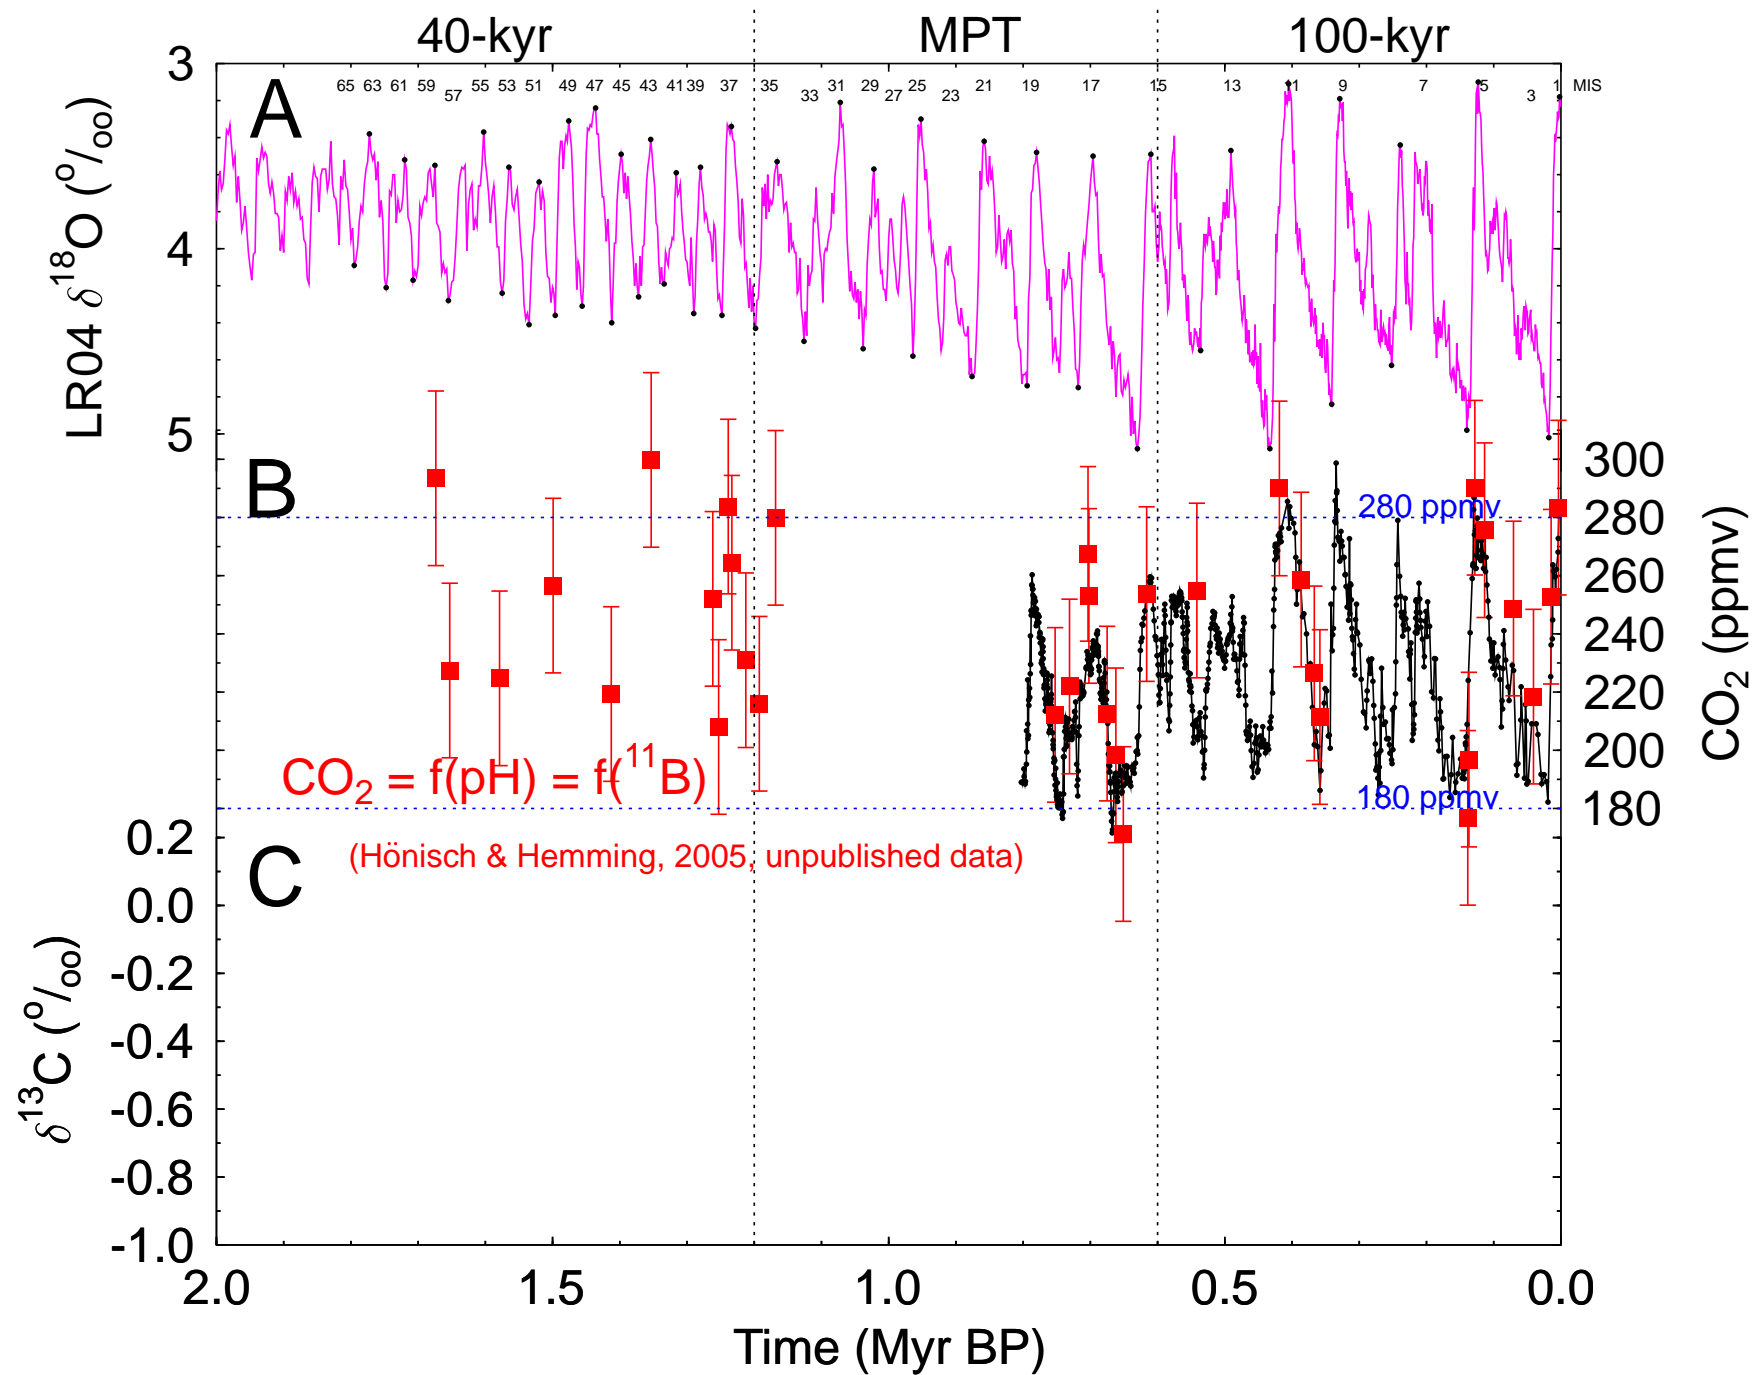 40-kyr MPT 100-kyr
3
65 63 61 59 57 55 53 51 49 47 45 43 41 39 37 35 33 31 29 27 25 23 21 19 17 15 13 11 9 7 5 3 1 MIS
A
LR04 δ¹⁸O (º/ₒₒ)
4
5
B
300
280 ppmv
280
260
240
220
200
180 ppmv
180
CO₂ (ppmv)
CO₂ = f(pH) = f(¹¹B)
(Hönisch & Hemming, 2005, unpublished data)
C
0.2
0.0
-0.2
-0.4
-0.6
-0.8
-1.0
δ¹³C (º/ₒₒ)
2.0 1.5 1.0 0.5 0.0
Time (Myr BP)